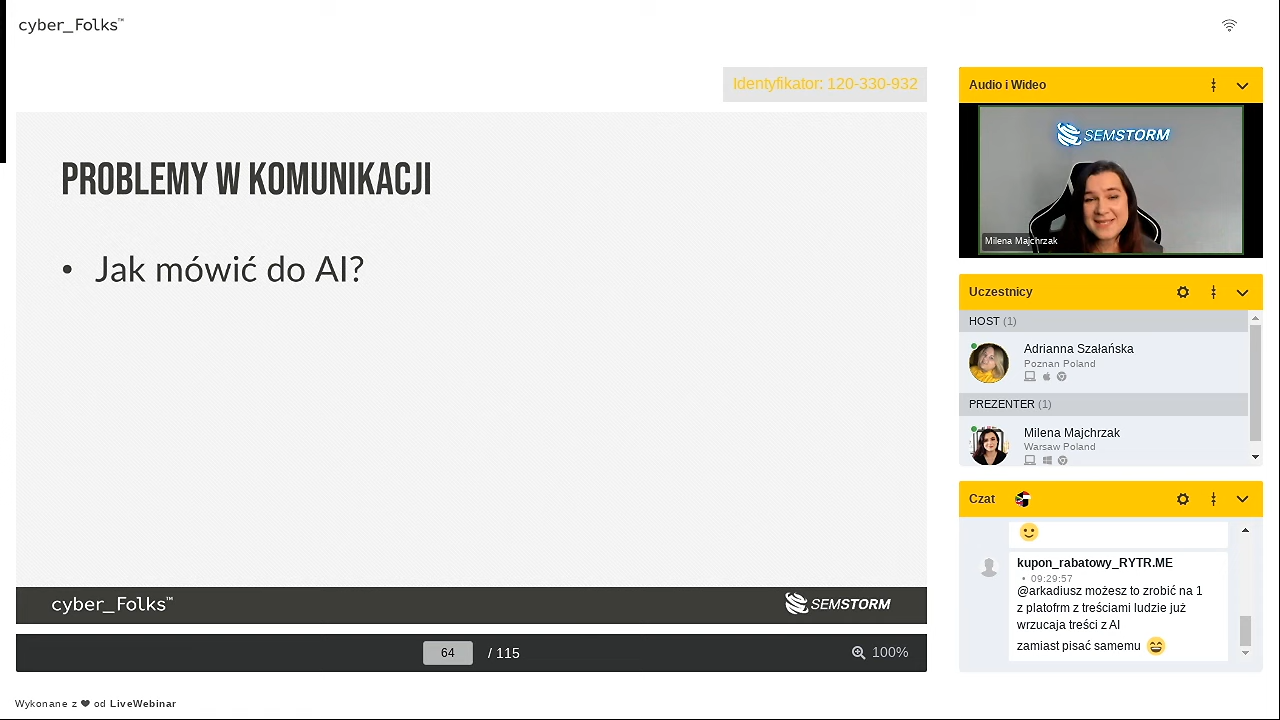 cyber_Folks™
Identyfikator: 120-330-932
PROBLEMY W KOMUNIKACJI
• Jak mówić do AI?
cyber_Folks™
SEMSTORM
64 / 115
100%
Wykonane z ❤ od LiveWebinar
Audio i Wideo
SEMSTORM
Milena Majchrzak
Uczestnicy
HOST (1)
Adrianna Szałańska
Poznan Poland
PREZENTER (1)
Milena Majchrzak
Warsaw Poland
Czat
kupon_rabatowy_RYTR.ME
• 09:29:57
@arkadiusz możesz to zrobić na 1
z platofrm z treściami ludzie już
wrzucaja treści z AI
zamiast pisać samemu 😄